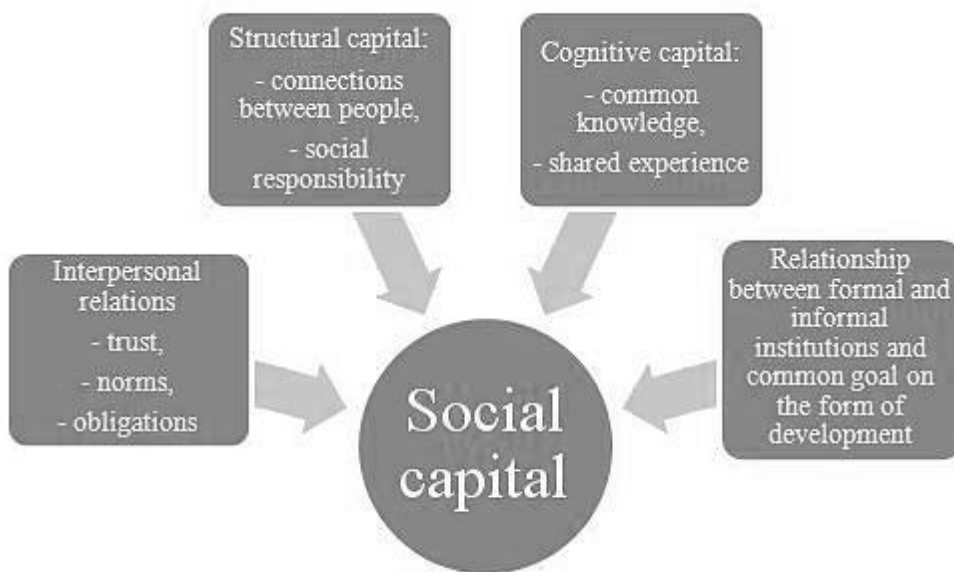 Structural capital:
- connections
between people,
- social
responsibility
Cognitive capital:
- common
knowledge,
- shared experience
Interpersonal
relations
- trust,
- norms,
- obligations
Relationship
between formal and
informal
institutions and
common goal on
the form of
development
Social
capital